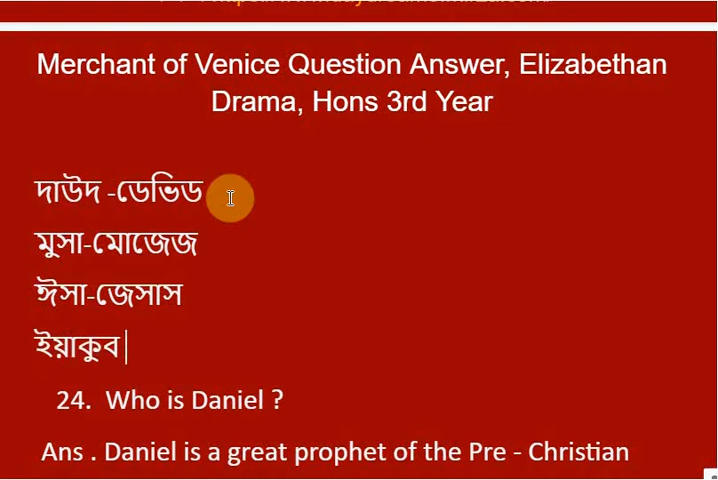 Merchant of Venice Question Answer, Elizabethan
Drama, Hons 3rd Year
দাউদ -ডেভিড
মুসা-মোজেজ
ঈসা-জেসাস
ইয়াকুব
24. Who is Daniel ?
Ans . Daniel is a great prophet of the Pre - Christian